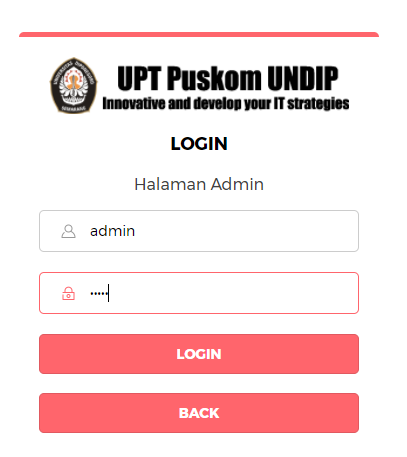 UPT Puskom UNDIP
Innovative and develop your IT strategies
LOGIN
Halaman Admin
admin
•••••
LOGIN
BACK